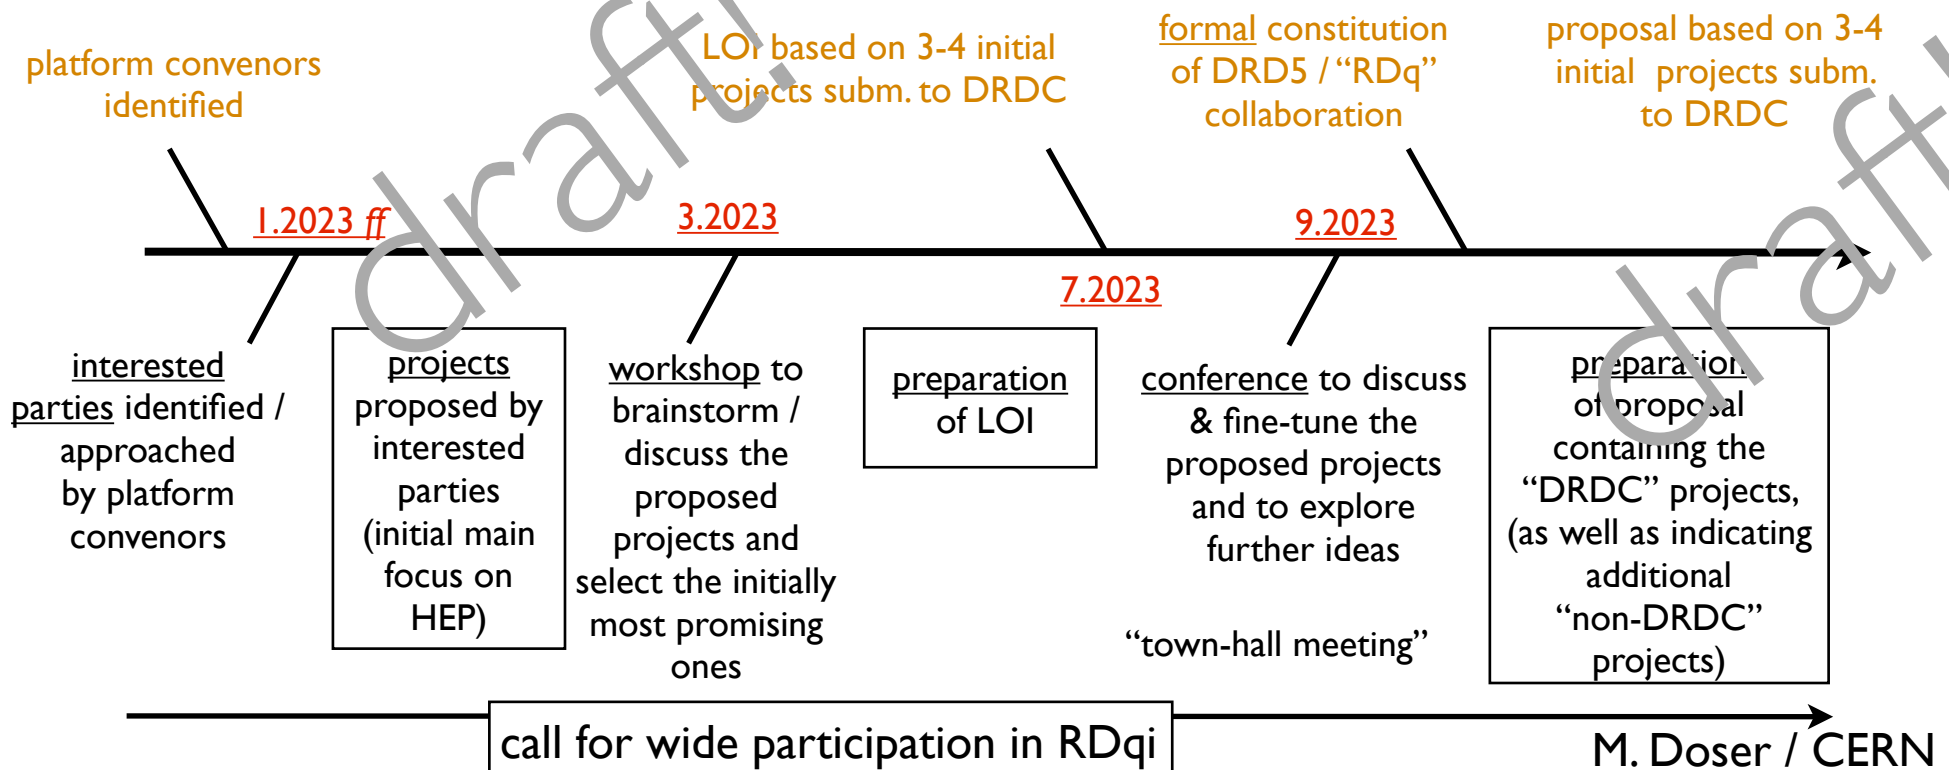 platform convenors
identified
LOI based on 3-4 initial
projects subm. to DRDC
formal constitution
of DRD5 / “RDq”
collaboration
proposal based on 3-4
initial projects subm.
to DRDC
draft!
draft!
1.2023 ff
3.2023
7.2023
9.2023
interested
parties identified /
approached
by platform
convenors
projects
proposed by
interested
parties
(initial main
focus on
HEP)
workshop to
brainstorm /
discuss the
proposed
projects and
select the initially
most promising
ones
preparation
of LOI
conference to discuss
& fine-tune the
proposed projects
and to explore
further ideas
“town-hall meeting”
preparation
of proposal
containing the
“DRDC” projects,
(as well as indicating
additional
“non-DRDC”
projects)
call for wide participation in RDqi
M. Doser / CERN